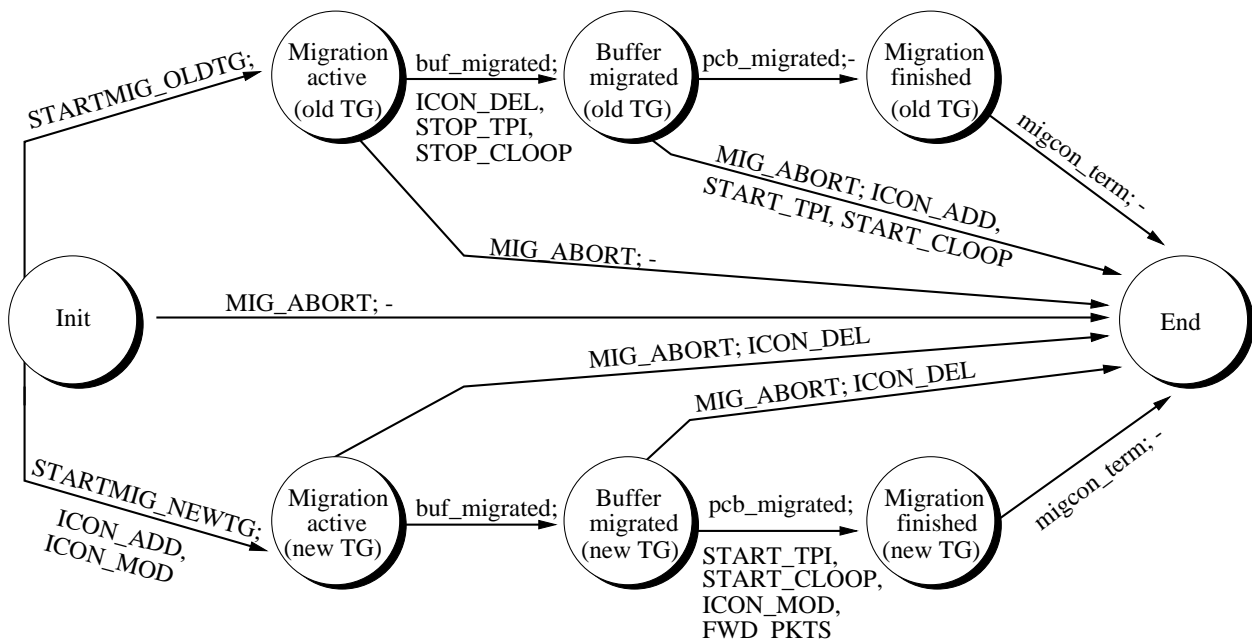 STARTMIG_OLDTG;
Migration
active
(old TG)
buf_migrated;
ICON_DEL,
STOP_TPI,
STOP_CLOOP
Buffer
migrated
(old TG)
pcb_migrated;-
Migration
finished
(old TG)
migcon_term; -
MIG_ABORT; ICON_ADD,
START_TPI, START_CLOOP
MIG_ABORT; -
Init
MIG_ABORT; -
End
MIG_ABORT; ICON_DEL
MIG_ABORT; ICON_DEL
STARTMIG_NEWTG;
ICON_ADD,
ICON_MOD
Migration
active
(new TG)
buf_migrated;
Buffer
migrated
(new TG)
pcb_migrated;
START_TPI,
START_CLOOP,
ICON_MOD,
FWD_PKTS
Migration
finished
(new TG)
migcon_term; -